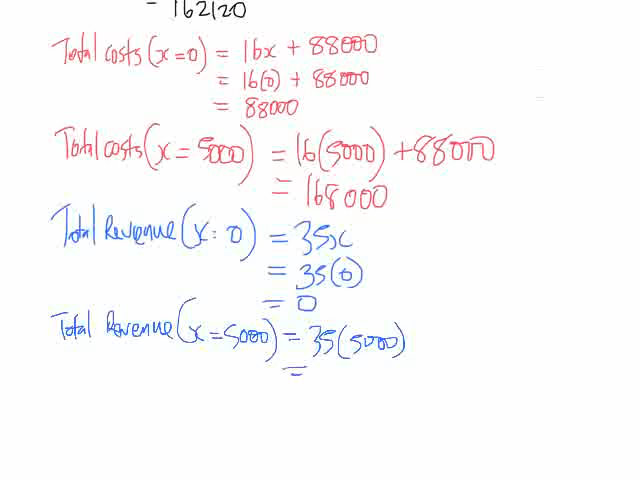 = 162120
Total costs (x=0) = 16x + 88000
= 16(0) + 88000
= 88000
Total costs (x = 5000) = 16(5000) + 88000
= 168000
Total Revenue (x = 0) = 35x
= 35(0)
= 0
Total Revenue (x = 5000) = 35(5000)
=